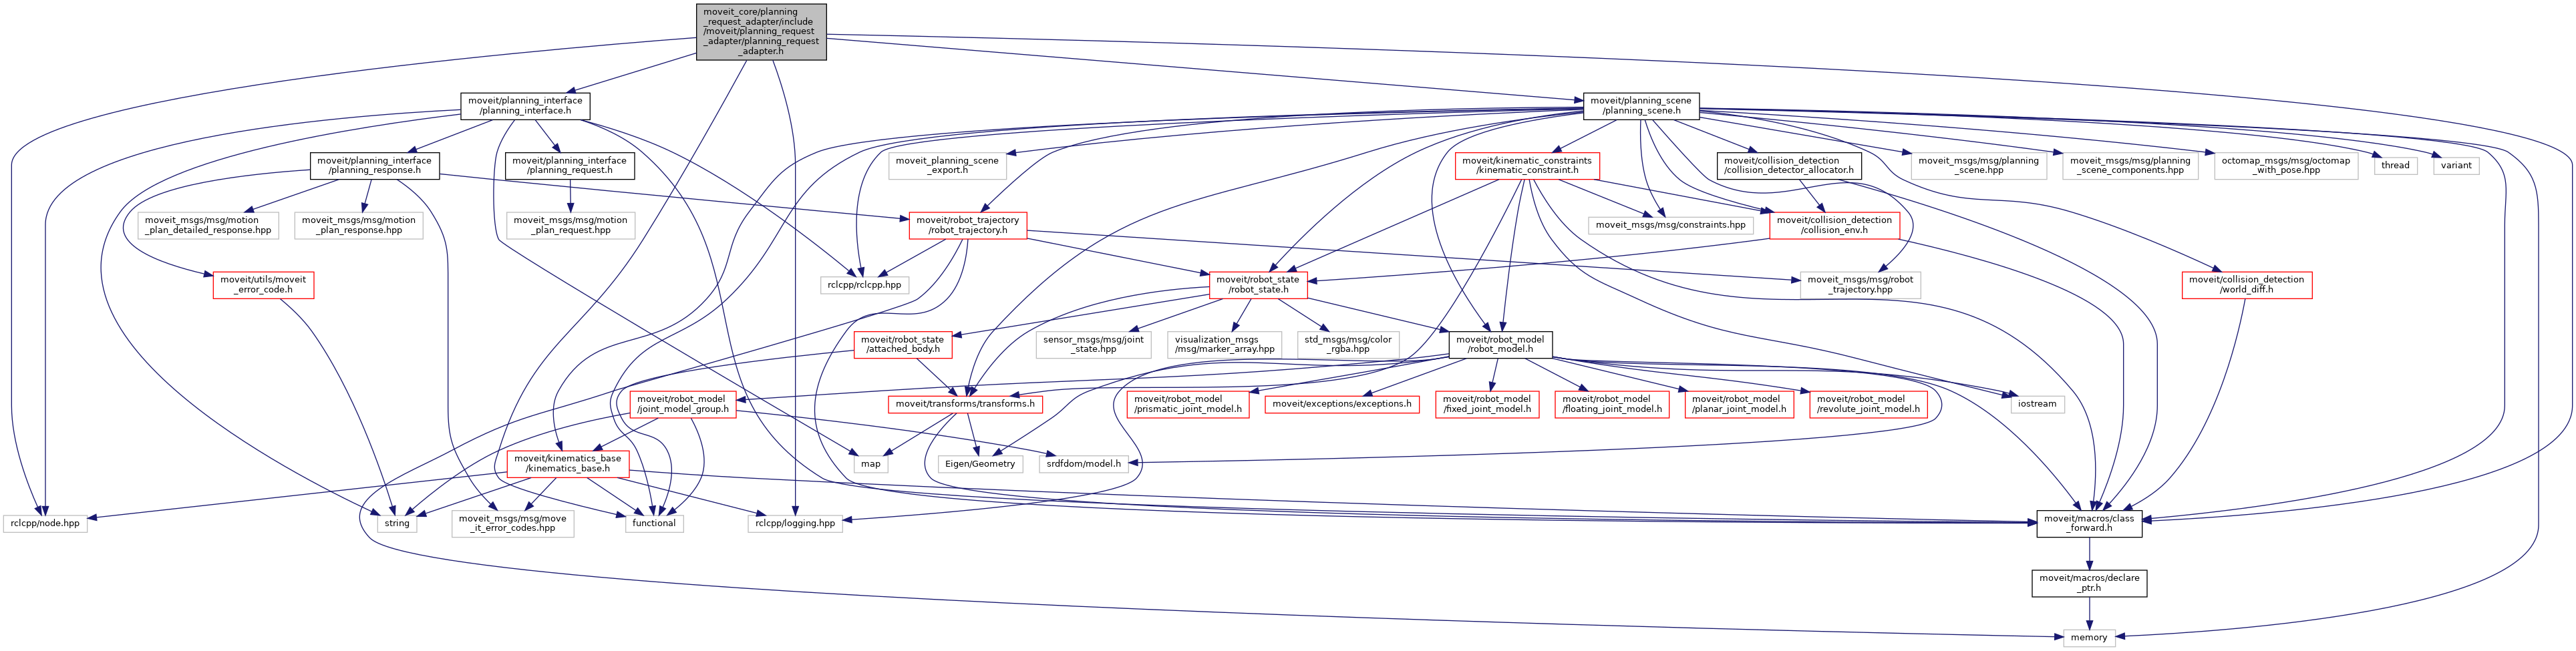 moveit_core/planning
_request_adapter/include
/moveit/planning_request
_adapter/planning_request
_adapter.h
moveit/planning_interface
/planning_interface.h
moveit/planning_scene
/planning_scene.h
moveit/planning_interface
/planning_response.h
moveit/planning_interface
/planning_request.h
moveit_planning_scene
_export.h
moveit/kinematic_constraints
/kinematic_constraint.h
moveit/collision_detection
/collision_detector_allocator.h
moveit_msgs/msg/planning
_scene.hpp
moveit_msgs/msg/planning
_scene_components.hpp
octomap_msgs/msg/octomap
_with_pose.hpp
thread
variant
moveit_msgs/msg/motion
_plan_detailed_response.hpp
moveit_msgs/msg/motion
_plan_response.hpp
moveit_msgs/msg/motion
_plan_request.hpp
moveit/robot_trajectory
/robot_trajectory.h
moveit_msgs/msg/constraints.hpp
moveit/collision_detection
/collision_env.h
moveit/utils/moveit
_error_code.h
rclcpp/rclcpp.hpp
moveit/robot_state
/robot_state.h
moveit_msgs/msg/robot
_trajectory.hpp
moveit/collision_detection
/world_diff.h
moveit/robot_state
/attached_body.h
sensor_msgs/msg/joint
_state.hpp
visualization_msgs
/msg/marker_array.hpp
std_msgs/msg/color
_rgba.hpp
moveit/robot_model
/robot_model.h
moveit/robot_model
/joint_model_group.h
moveit/transforms/transforms.h
moveit/robot_model
/prismatic_joint_model.h
moveit/exceptions/exceptions.h
moveit/robot_model
/fixed_joint_model.h
moveit/robot_model
/floating_joint_model.h
moveit/robot_model
/planar_joint_model.h
moveit/robot_model
/revolute_joint_model.h
iostream
moveit/kinematics_base
/kinematics_base.h
map
Eigen/Geometry
srdfdom/model.h
rclcpp/node.hpp
string
moveit_msgs/msg/move
_it_error_codes.hpp
functional
rclcpp/logging.hpp
moveit/macros/class
_forward.h
moveit/macros/declare
_ptr.h
memory